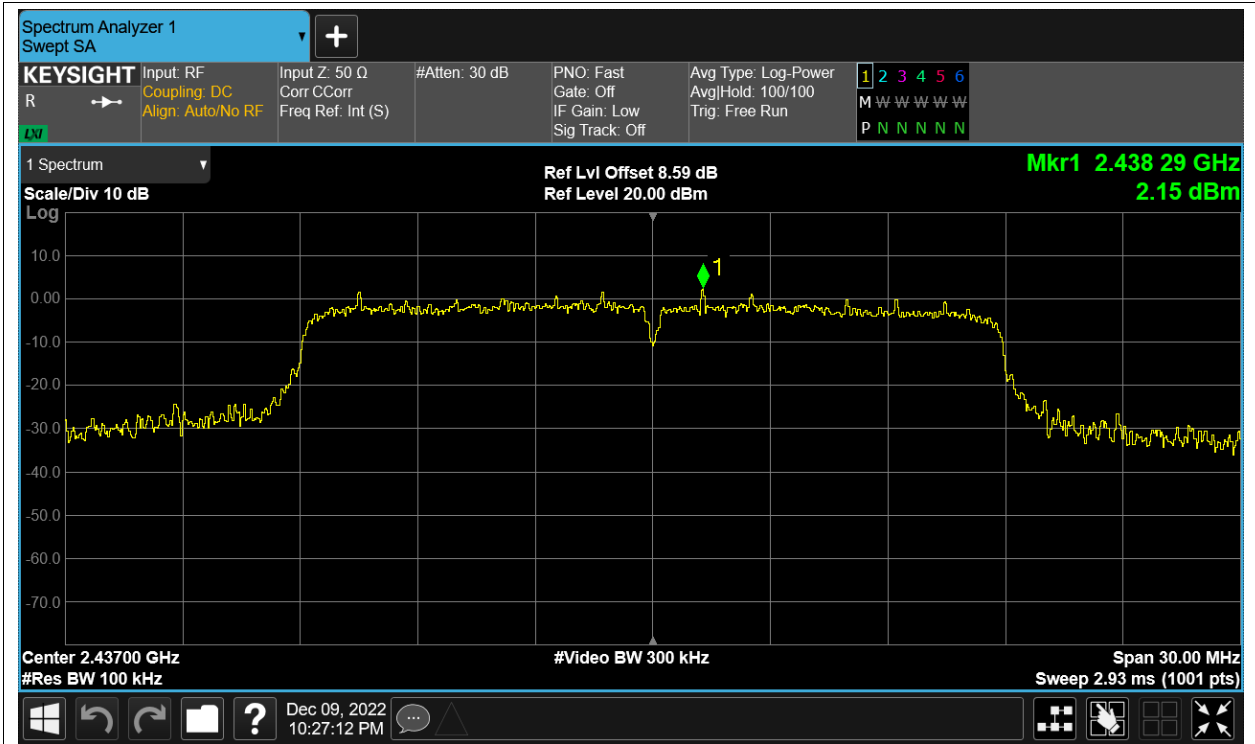 Spectrum Analyzer 1
Swept SA
+
KEYSIGHT
R
LXI
Input: RF
Coupling: DC
Align: Auto/No RF
Input Z: 50 Ω
Corr CCorr
Freq Ref: Int (S)
#Atten: 30 dB
PNO: Fast
Gate: Off
IF Gain: Low
Sig Track: Off
Avg Type: Log-Power
Avg|Hold: 100/100
Trig: Free Run
1 2 3 4 5 6
M W W W W W
P N N N N N
1 Spectrum
Scale/Div 10 dB
Log
Ref Lvl Offset 8.59 dB
Ref Level 20.00 dBm
Mkr1 2.438 29 GHz
2.15 dBm
1
10.0
0.00
-10.0
-20.0
-30.0
-40.0
-50.0
-60.0
-70.0
Center 2.43700 GHz
#Res BW 100 kHz
#Video BW 300 kHz
Span 30.00 MHz
Sweep 2.93 ms (1001 pts)
?
Dec 09, 2022
10:27:12 PM